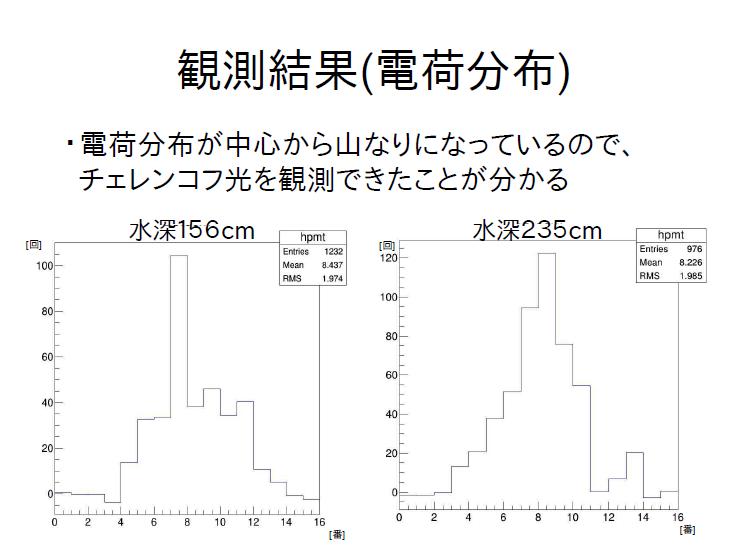 観測結果(電荷分布)
・電荷分布が中心から山なりになっているので、
チェレンコフ光を観測できたことが分かる
水深156cm
[回]
hpmt
Entries 1232
Mean 8.437
RMS 1.974
100
80
60
40
20
0
0 2 4 6 8 10 12 14 16
[番]
水深235cm
[回]
hpmt
Entries 976
Mean 8.226
RMS 1.985
120
100
80
60
40
20
0
0 2 4 6 8 10 12 14 16
[番]